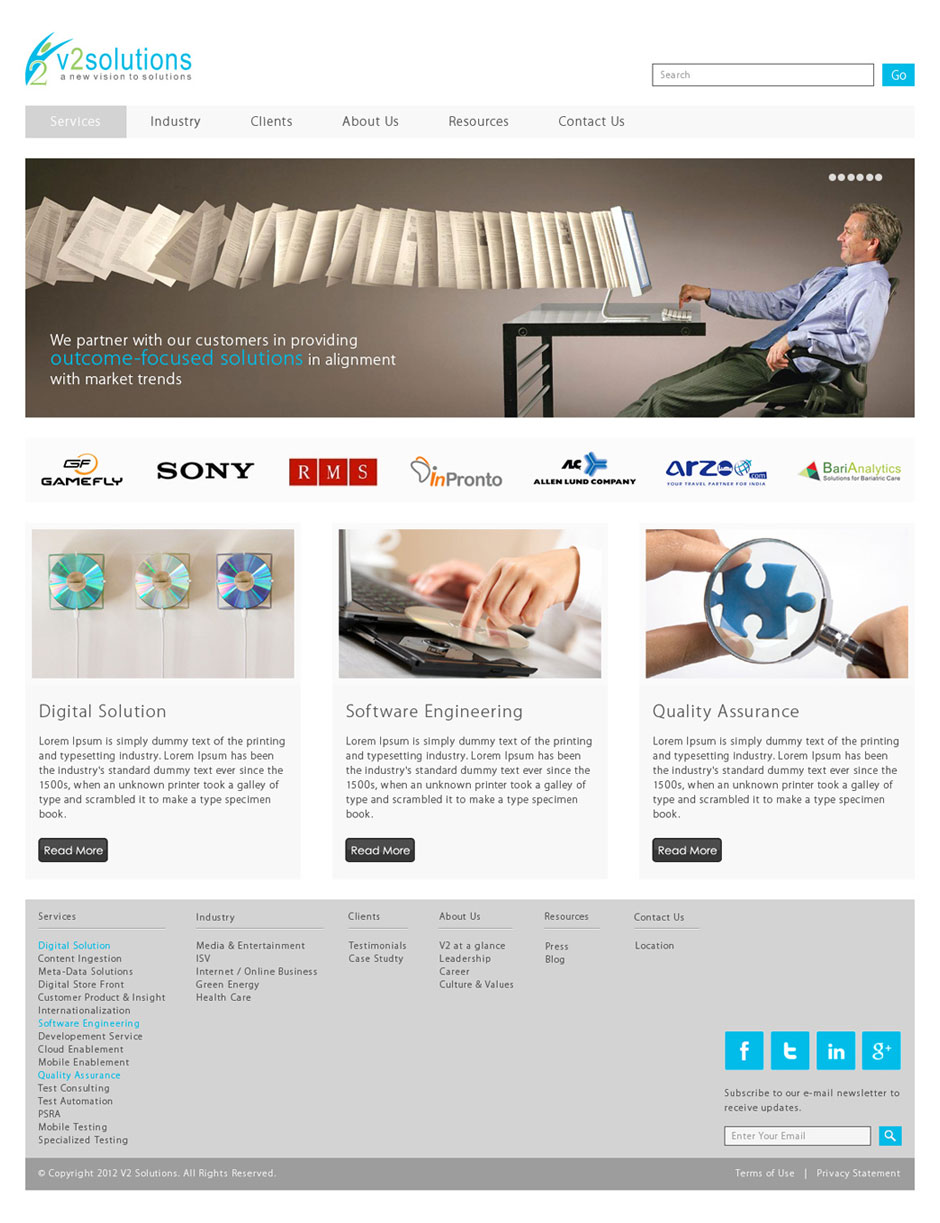 v2solutions
a new vision to solutions
Search
Go
Services Industry Clients About Us Resources Contact Us
We partner with our customers in providing
outcome-focused solutions in alignment
with market trends
GF
GAMEFLY
SONY
RMS
inPronto
ALC
ALLEN LUND COMPANY
arzoo
.com
YOUR TRAVEL PARTNER FOR INDIA
BariAnalytics
Solutions for Bariatric Care
Digital Solution
Lorem Ipsum is simply dummy text of the printing
and typesetting industry. Lorem Ipsum has been
the industry's standard dummy text ever since the
1500s, when an unknown printer took a galley of
type and scrambled it to make a type specimen
book.
Read More
Software Engineering
Lorem Ipsum is simply dummy text of the printing
and typesetting industry. Lorem Ipsum has been
the industry's standard dummy text ever since the
1500s, when an unknown printer took a galley of
type and scrambled it to make a type specimen
book.
Read More
Quality Assurance
Lorem Ipsum is simply dummy text of the printing
and typesetting industry. Lorem Ipsum has been
the industry's standard dummy text ever since the
1500s, when an unknown printer took a galley of
type and scrambled it to make a type specimen
book.
Read More
Services
Digital Solution
Content Ingestion
Meta-Data Solutions
Digital Store Front
Customer Product & Insight
Internationalization
Software Engineering
Developement Service
Cloud Enablement
Mobile Enablement
Quality Assurance
Test Consulting
Test Automation
PSRA
Mobile Testing
Specialized Testing
Industry
Media & Entertainment
ISV
Internet / Online Business
Green Energy
Health Care
Clients
Testimonials
Case Studty
About Us
V2 at a glance
Leadership
Career
Culture & Values
Resources
Press
Blog
Contact Us
Location
f t in g+
Subscribe to our e-mail newsletter to
receive updates.
Enter Your Email
© Copyright 2012 V2 Solutions. All Rights Reserved.
Terms of Use | Privacy Statement